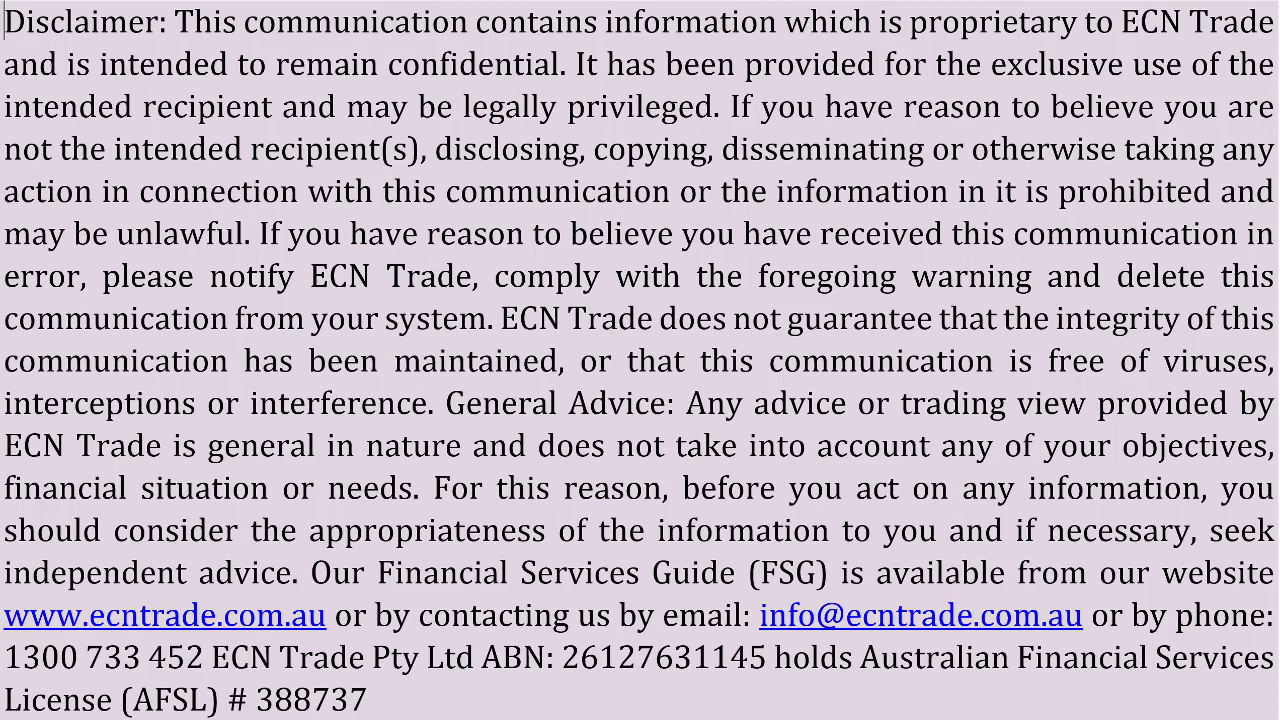 Disclaimer: This communication contains information which is proprietary to ECN Trade
and is intended to remain confidential. It has been provided for the exclusive use of the
intended recipient and may be legally privileged. If you have reason to believe you are
not the intended recipient(s), disclosing, copying, disseminating or otherwise taking any
action in connection with this communication or the information in it is prohibited and
may be unlawful. If you have reason to believe you have received this communication in
error, please notify ECN Trade, comply with the foregoing warning and delete this
communication from your system. ECN Trade does not guarantee that the integrity of this
communication has been maintained, or that this communication is free of viruses,
interceptions or interference. General Advice: Any advice or trading view provided by
ECN Trade is general in nature and does not take into account any of your objectives,
financial situation or needs. For this reason, before you act on any information, you
should consider the appropriateness of the information to you and if necessary, seek
independent advice. Our Financial Services Guide (FSG) is available from our website
www.ecntrade.com.au or by contacting us by email: info@ecntrade.com.au or by phone:
1300 733 452 ECN Trade Pty Ltd ABN: 26127631145 holds Australian Financial Services
License (AFSL) # 388737